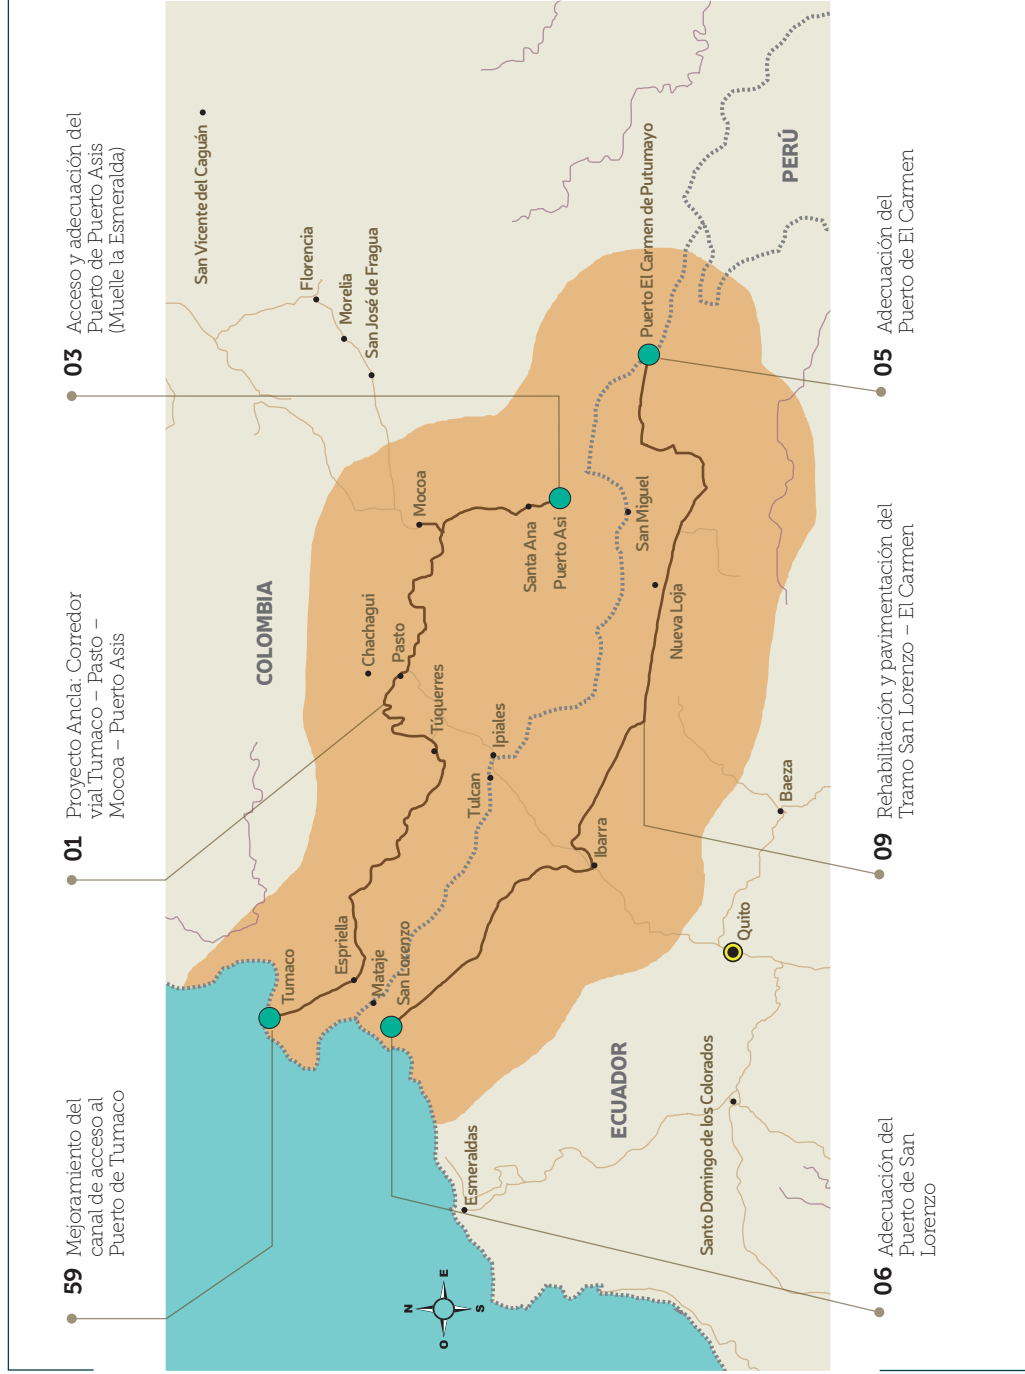 59 Mejoramiento del
canal de acceso al
Puerto de Tumaco
01 Proyecto Ancla: Corredor
vial Tumaco – Pasto –
Mocoa – Puerto Asis
03 Acceso y adecuación del
Puerto de Puerto Asis
(Muelle la Esmeralda)
San Vicente del Caguán
Florencia
Morelia
San José de Fragua
COLOMBIA
Mocoa
Chachagui
Pasto
Túquerres
Santa Ana
Puerto Asi
Tumaco
Espriella
Mataje
San Lorenzo
Ipiales
Tulcan
San Miguel
Puerto El Carmen de Putumayo
Nueva Loja
PERÚ
Ibarra
Baeza
Quito
ECUADOR
Esmeraldas
Santo Domingo de los Colorados
N
E
S
O
06 Adecuación del
Puerto de San
Lorenzo
09 Rehabilitación y pavimentación del
Tramo San Lorenzo – El Carmen
05 Adecuación del
Puerto de El Carmen